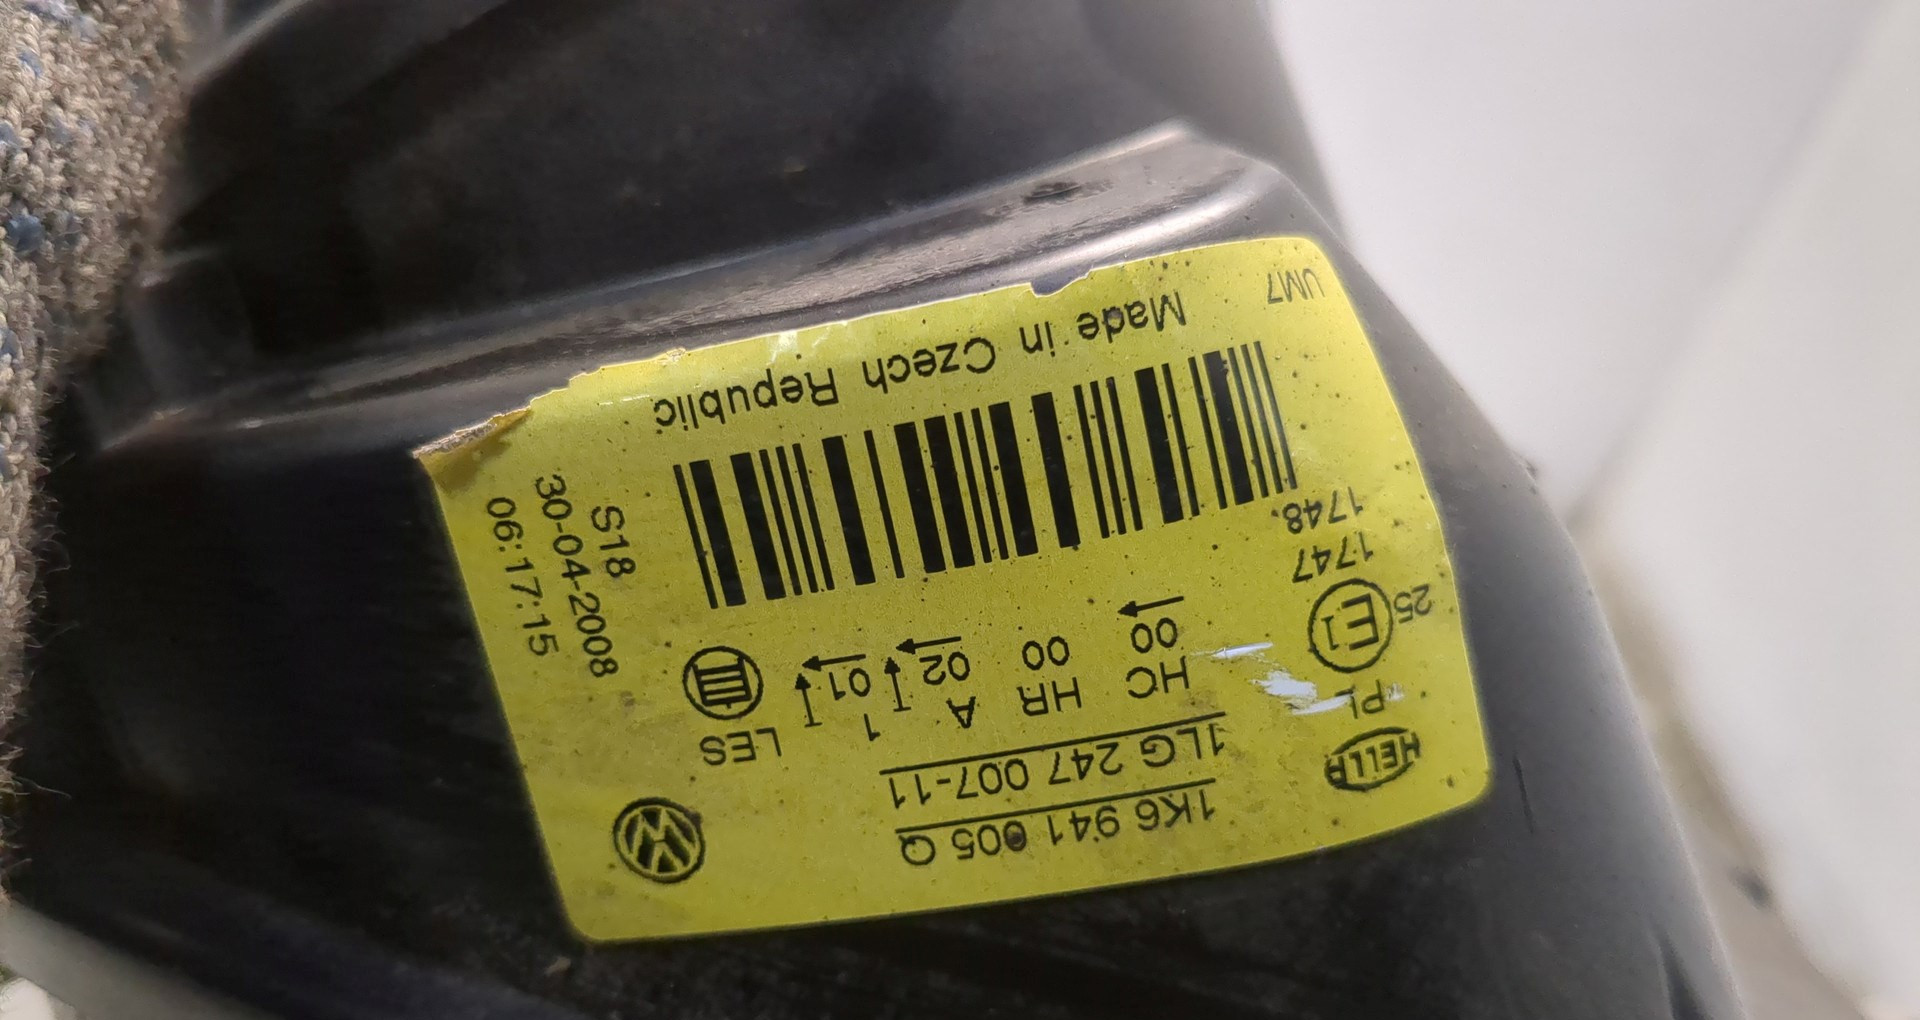 1K6 941 005 Q
1LG 247 007-11
HELLA
PL
HC HR A 1 LES
00 00 02 01
25 E1
1747
1748.
S18
30-04-2008
06:17:15
Made in Czech Republic
UM7